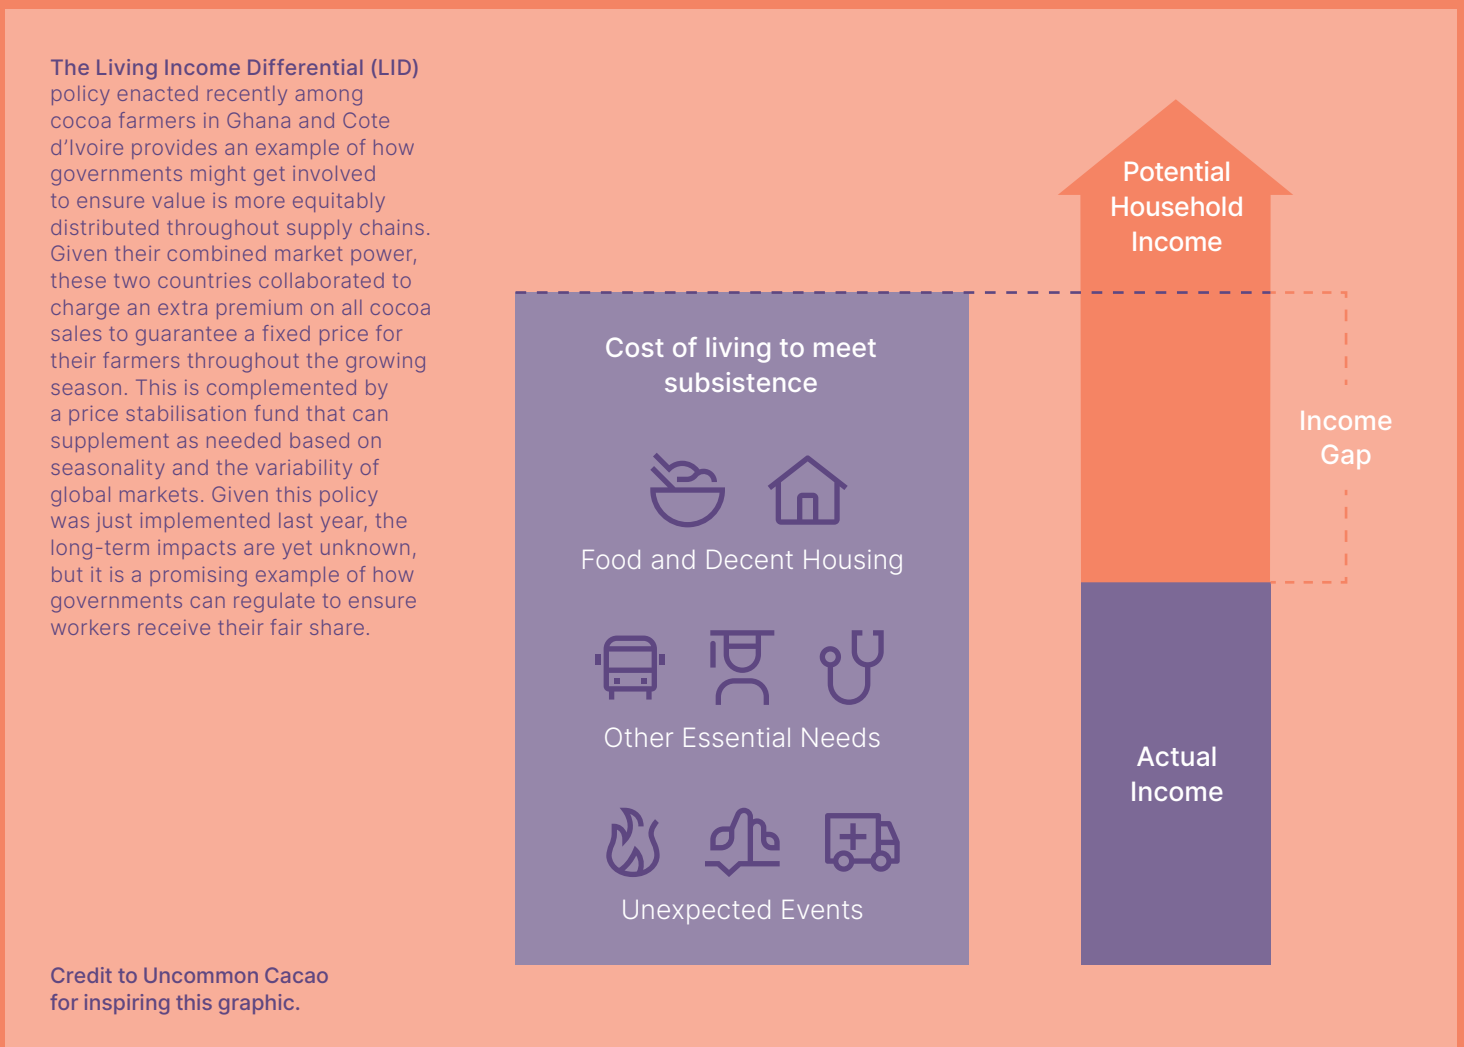 The Living Income Differential (LID)
policy enacted recently among
cocoa farmers in Ghana and Cote
d’Ivoire provides an example of how
governments might get involved
to ensure value is more equitably
distributed throughout supply chains.
Given their combined market power,
these two countries collaborated to
charge an extra premium on all cocoa
sales to guarantee a fixed price for
their farmers throughout the growing
season. This is complemented by
a price stabilisation fund that can
supplement as needed based on
seasonality and the variability of
global markets. Given this policy
was just implemented last year, the
long-term impacts are yet unknown,
but it is a promising example of how
governments can regulate to ensure
workers receive their fair share.
Credit to Uncommon Cacao
for inspiring this graphic.
Cost of living to meet
subsistence
Food and Decent Housing
Other Essential Needs
Unexpected Events
Potential
Household
Income
Income
Gap
Actual
Income